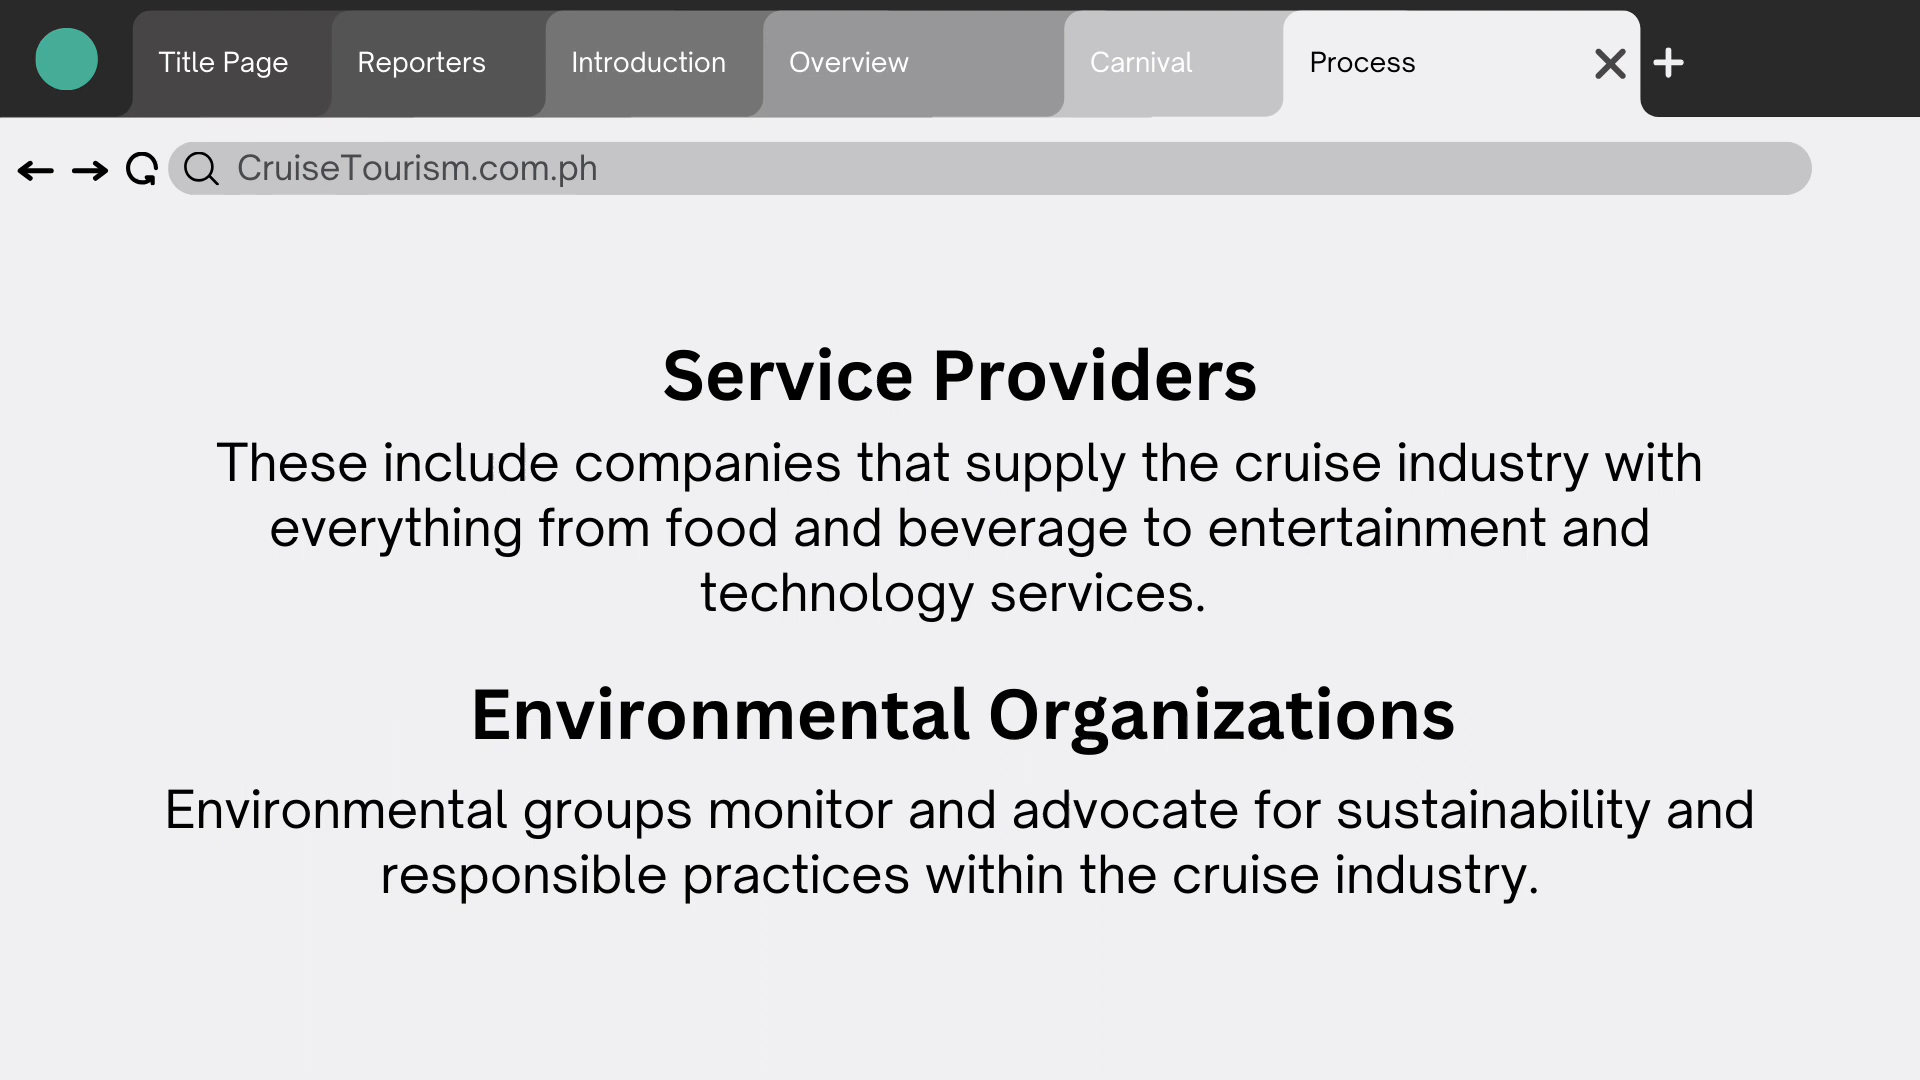 Title Page
Reporters
Introduction
Overview
Carnival
Process
CruiseTourism.com.ph
Service Providers
These include companies that supply the cruise industry with
everything from food and beverage to entertainment and
technology services.
Environmental Organizations
Environmental groups monitor and advocate for sustainability and
responsible practices within the cruise industry.